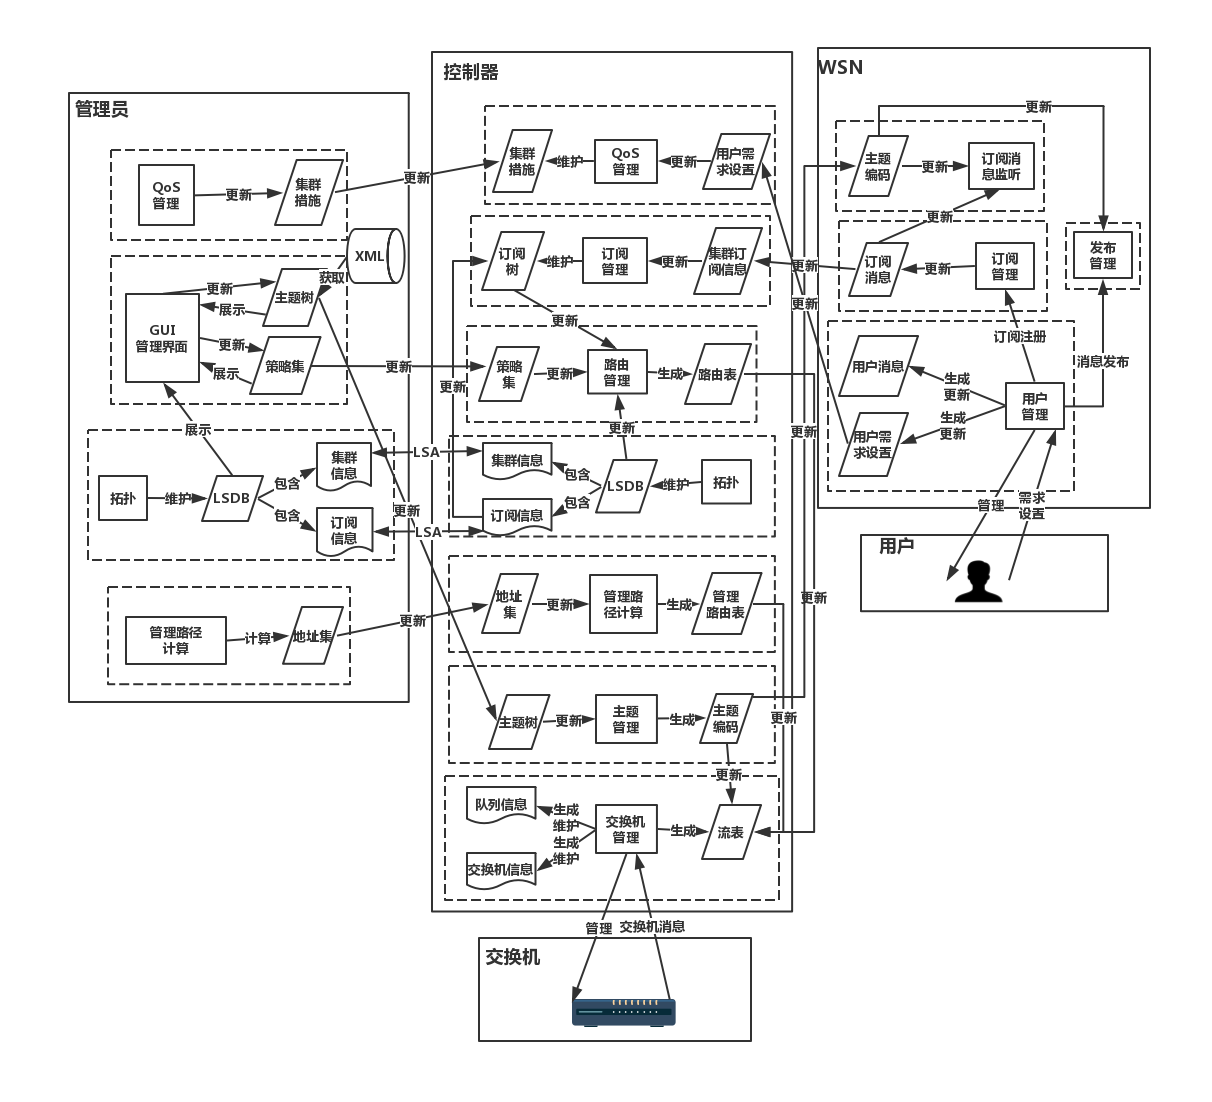 管理员
QoS
管理
更新
集群
措施
XML
获取
GUI
管理界面
更新
展示
主题树
更新
展示
策略集
展示
拓扑
维护
LSDB
包含
包含
集群
信息
订阅
信息
管理路径
计算
计算
地址集
更新
更新
LSA
更新
LSA
更新
控制器
集群
措施
维护
QoS
管理
更新
用户需
求设置
订阅
树
维护
订阅
管理
更新
集群订
阅信息
更新
更新
策略
集
更新
路由
管理
生成
路由表
更新
集群信息
包含
订阅信息
包含
LSDB
维护
拓扑
地址
集
更新
管理路
径计算
生成
管理
路由表
主题树
更新
主题
管理
生成
主题
编码
更新
队列信息
生成
维护
交换机信息
生成
维护
交换机
管理
生成
流表
更新
更新
更新
更新
更新
WSN
更新
主题
编码
更新
订阅消
息监听
更新
订阅
消息
更新
订阅
管理
发布
管理
订阅注册
消息发布
用户消息
生成
更新
用户需
求设置
生成
更新
用户
管理
管理
需求
设置
用户
管理
交换机消息
交换机